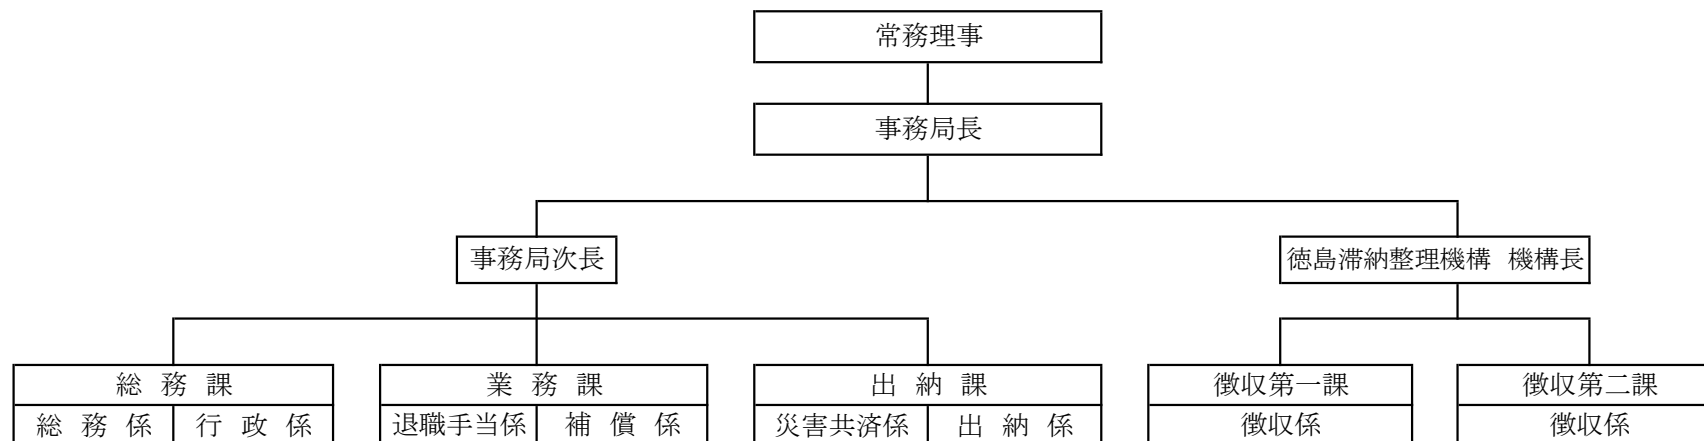 常務理事
事務局長
事務局次長
徳島滞納整理機構 機構長
総務課
業務課
出納課
徴収第一課
徴収第二課
総務係
行政係
退職手当係
補償係
災害共済係
出納係
徴収係
徴収係